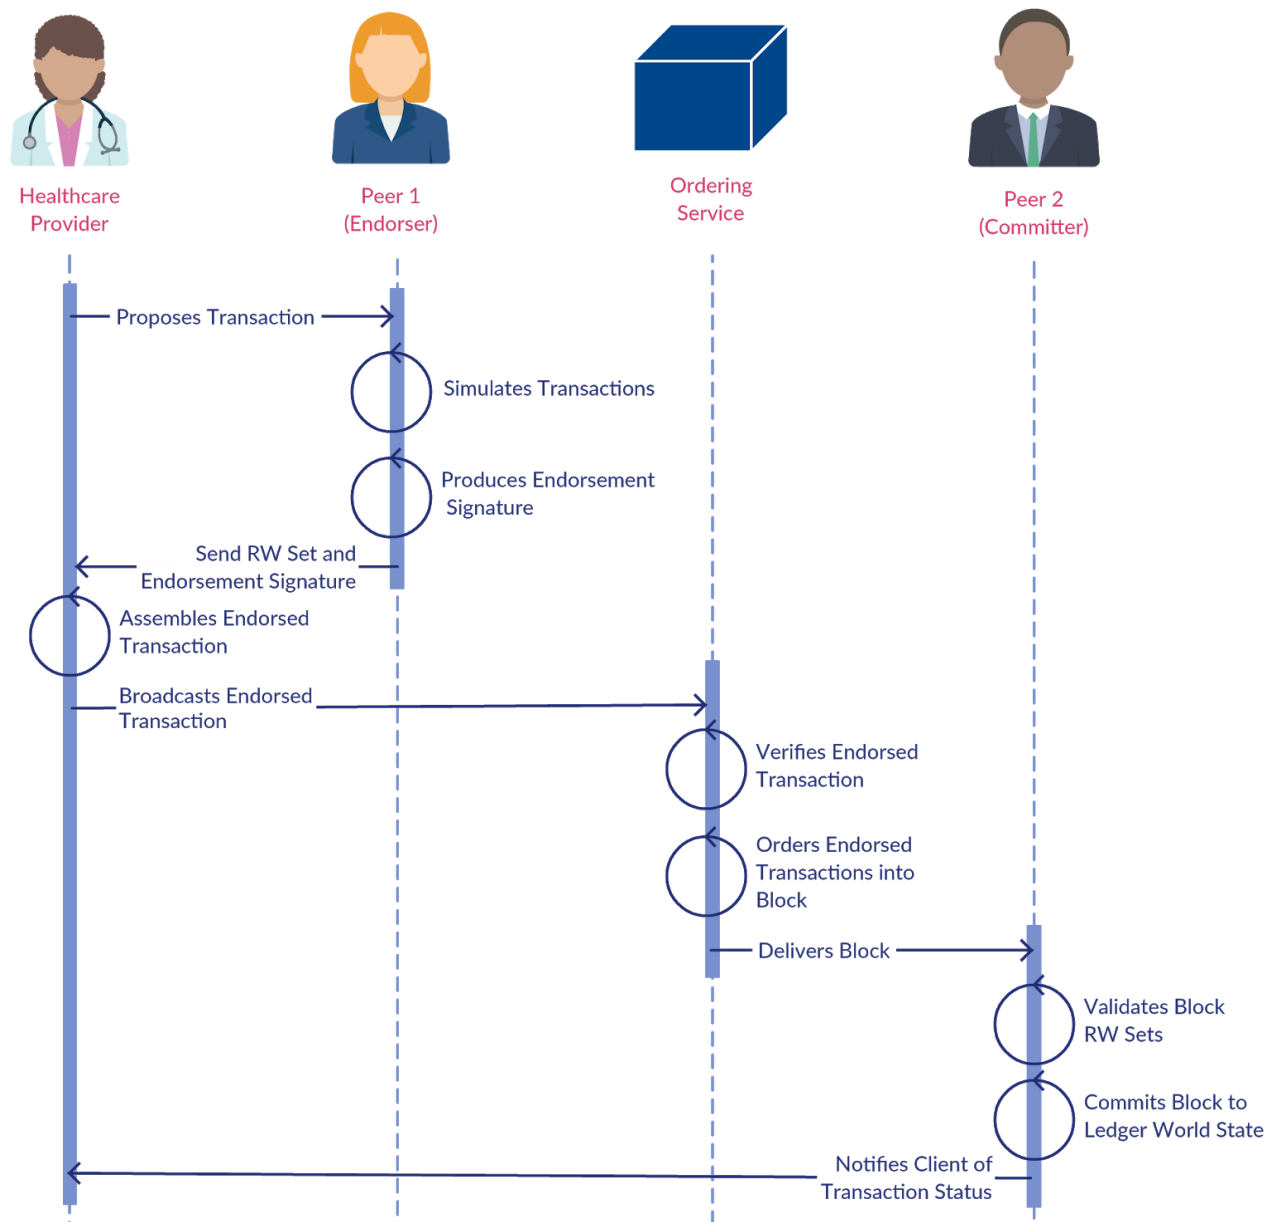 Healthcare
Provider
Peer 1
(Endorser)
Ordering
Service
Peer 2
(Committer)
Proposes Transaction
Simulates Transactions
Produces Endorsement
Signature
Send RW Set and
Endorsement Signature
Assembles Endorsed
Transaction
Broadcasts Endorsed
Transaction
Verifies Endorsed
Transaction
Orders Endorsed
Transactions into
Block
Delivers Block
Validates Block
RW Sets
Commits Block to
Ledger World State
Notifies Client of
Transaction Status